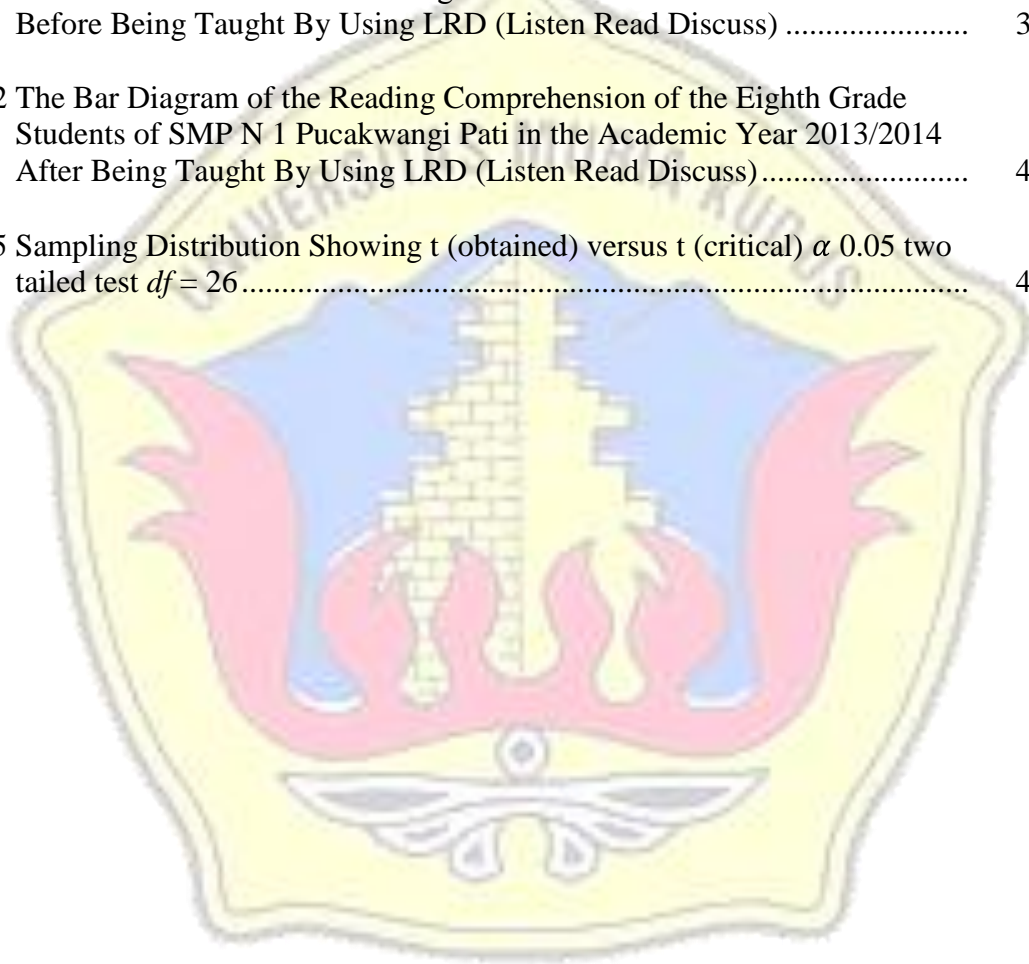 Before Being Taught By Using LRD (Listen Read Discuss) ...................... 3
2 The Bar Diagram of the Reading Comprehension of the Eighth Grade
Students of SMP N 1 Pucakwangi Pati in the Academic Year 2013/2014
After Being Taught By Using LRD (Listen Read Discuss) ......................... 4
5 Sampling Distribution Showing t (obtained) versus t (critical) α 0.05 two
tailed test df = 26 ...................................................................................... 4
MURIA KUDUS